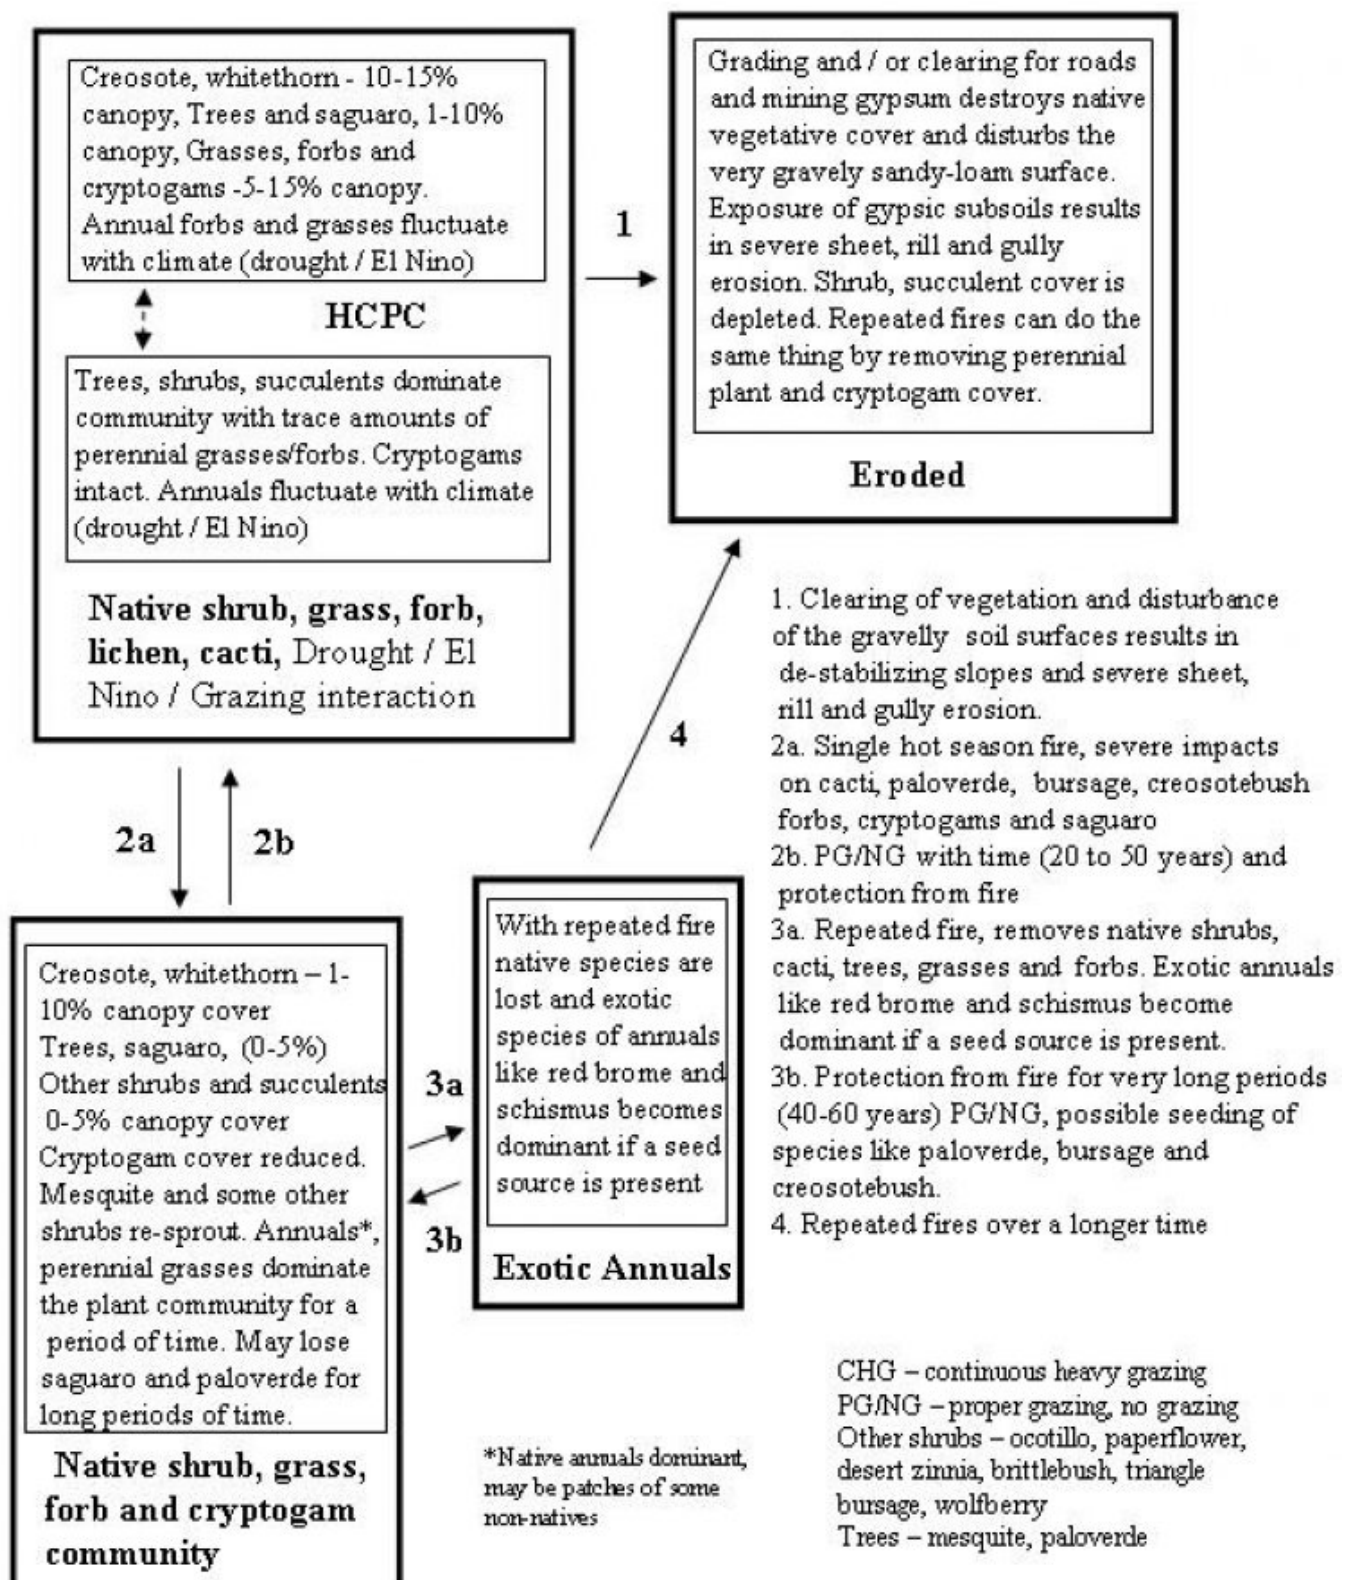 Creosote, whitethorn - 10-15%
canopy, Trees and saguaro, 1-10%
canopy, Grasses, forbs and
cryptogams -5-15% canopy.
Annual forbs and grasses fluctuate
with climate (drought / El Nino)
HCPC
Trees, shrubs, succulents dominate
community with trace amounts of
perennial grasses/forbs. Cryptogams
intact. Annuals fluctuate with climate
(drought / El Nino)
Native shrub, grass, forb,
lichen, cacti, Drought / El
Nino / Grazing interaction
1
Grading and / or clearing for roads
and mining gypsum destroys native
vegetative cover and disturbs the
very gravely sandy-loam surface.
Exposure of gypsic subsoils results
in severe sheet, rill and gully
erosion. Shrub, succulent cover is
depleted. Repeated fires can do the
same thing by removing perennial
plant and cryptogam cover.
Eroded
2a
2b
4
Creosote, whitethorn – 1-
10% canopy cover
Trees, saguaro, (0-5%)
Other shrubs and succulents
0-5% canopy cover
Cryptogam cover reduced.
Mesquite and some other
shrubs re-sprout. Annuals*,
perennial grasses dominate
the plant community for a
period of time. May lose
saguaro and paloverde for
long periods of time.
Native shrub, grass,
forb and cryptogam
community
3a
3b
With repeated fire
native species are
lost and exotic
species of annuals
like red brome and
schismus becomes
dominant if a seed
source is present
Exotic Annuals
1. Clearing of vegetation and disturbance
of the gravelly soil surfaces results in
de-stabilizing slopes and severe sheet,
rill and gully erosion.
2a. Single hot season fire, severe impacts
on cacti, paloverde, bursage, creosotebush
forbs, cryptogams and saguaro
2b. PG/NG with time (20 to 50 years) and
protection from fire
3a. Repeated fire, removes native shrubs,
cacti, trees, grasses and forbs. Exotic annuals
like red brome and schismus become
dominant if a seed source is present.
3b. Protection from fire for very long periods
(40-60 years) PG/NG, possible seeding of
species like paloverde, bursage and
creosotebush.
4. Repeated fires over a longer time
*Native annuals dominant,
may be patches of some
non-natives
CHG – continuous heavy grazing
PG/NG – proper grazing, no grazing
Other shrubs – ocotillo, paperflower,
desert zinnia, brittlebush, triangle
bursage, wolfberry
Trees – mesquite, paloverde